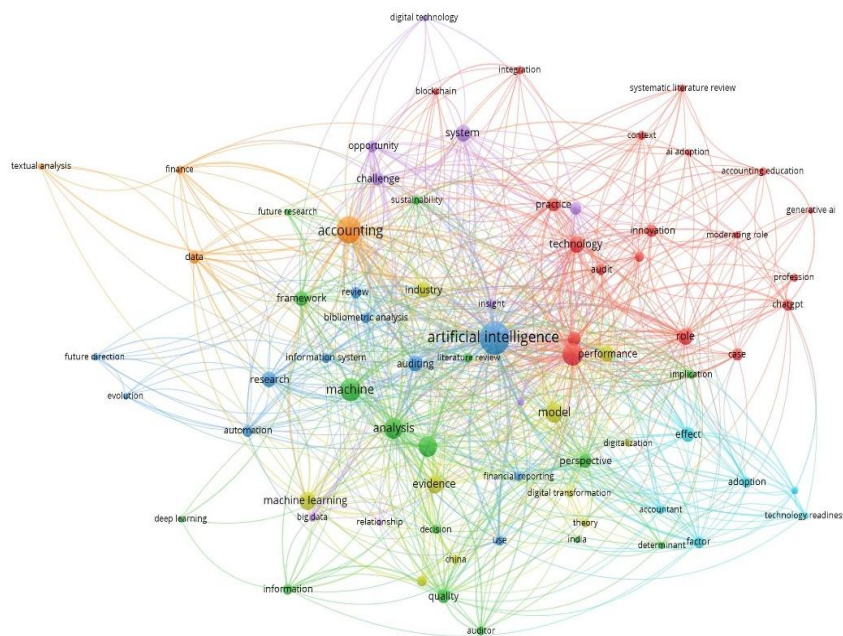 digital technology
integration
blockchain
systematic literature review
system
context
opportunity
ai adoption
textual analysis
finance
accounting education
challenge
sustainability
practice
future research
generative ai
accounting
innovation
moderating role
technology
data
audit
profession
industry
review
framework
insight
chatgpt
bibliometric analysis
artificial intelligence
role
future direction
information system
literature review
performance
case
auditing
research
implication
machine
evolution
model
analysis
automation
effect
digitalization
perspective
financial reporting
evidence
adoption
digital transformation
machine learning
accountant
technology readiness
deep learning
big data
relationship
theory
decision
use
india
determinant
factor
china
information
quality
auditor